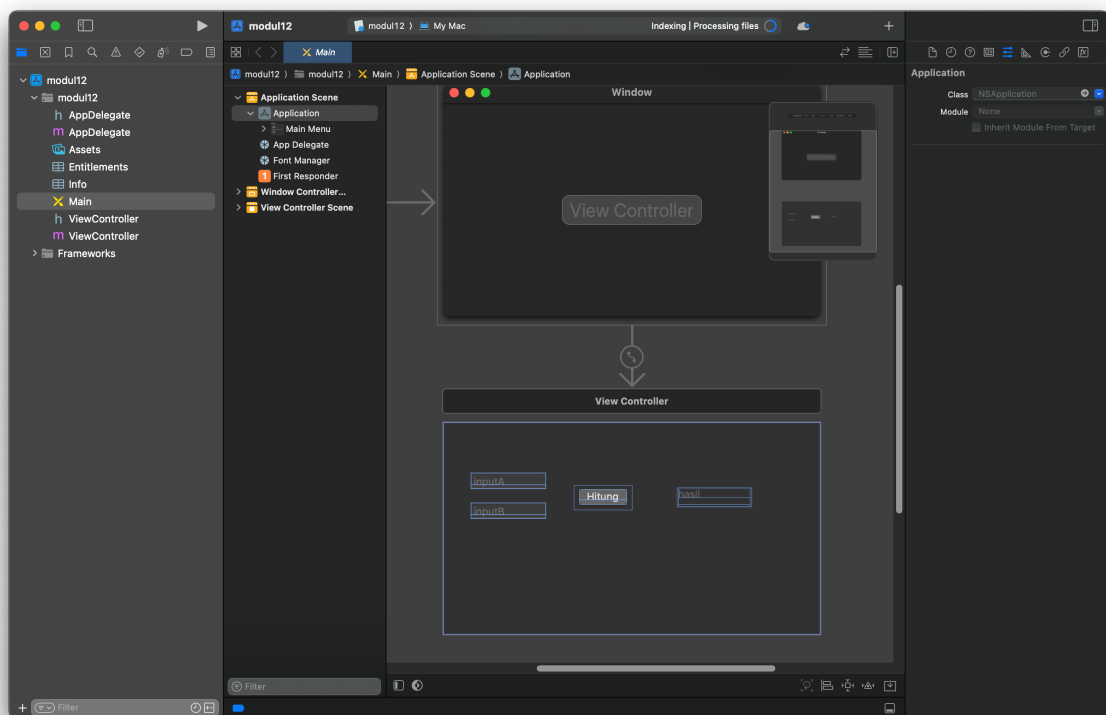 modul12
modul12 ⟩ My Mac
Indexing | Processing files
Main
modul12 ⟩ modul12 ⟩ Main ⟩ Application Scene ⟩ Application
modul12
modul12
h AppDelegate
m AppDelegate
Assets
Entitlements
Info
Main
h ViewController
m ViewController
Frameworks
Filter
Application Scene
Application
Main Menu
App Delegate
Font Manager
1 First Responder
Window Controller...
View Controller Scene
Filter
Window
View Controller
View Controller
inputA
inputB
Hitung
hasil
Application
Class NSApplication
Module None
Inherit Module From Target